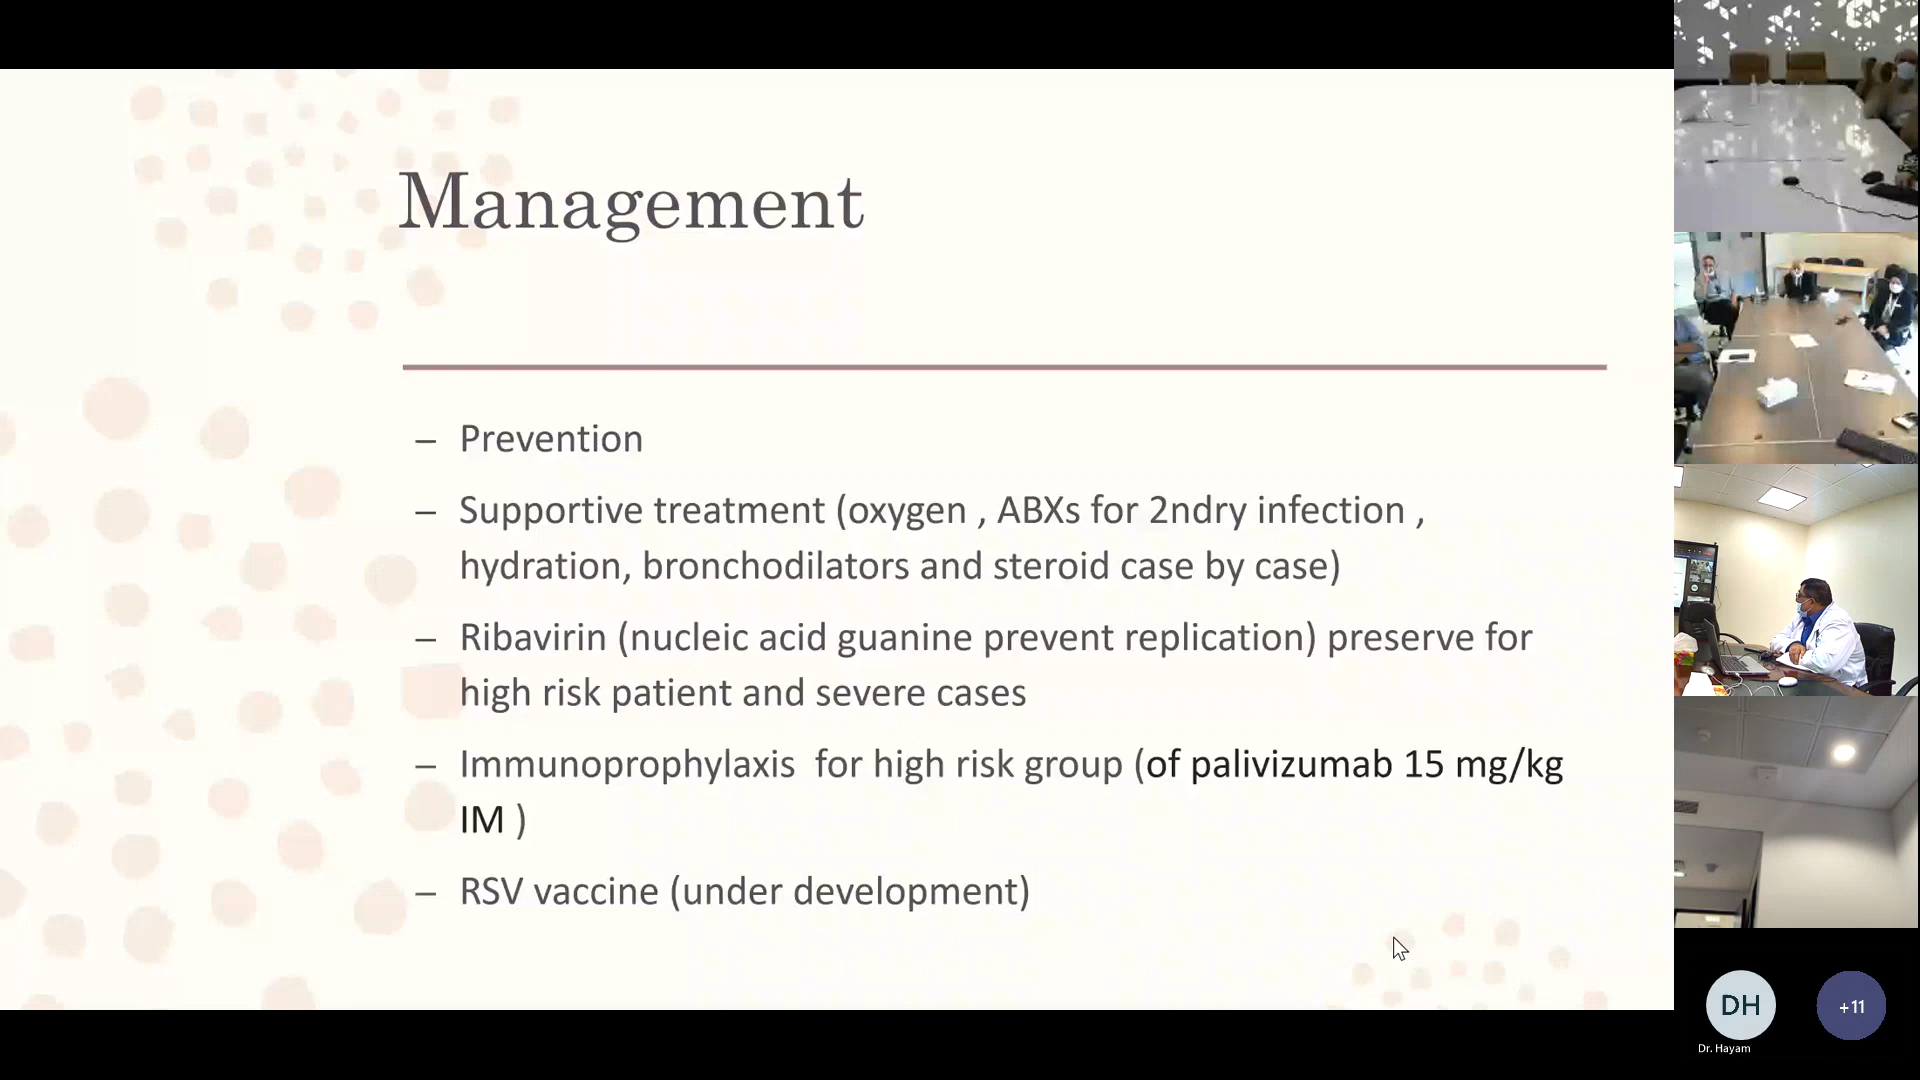 Management
– Prevention
– Supportive treatment (oxygen , ABXs for 2ndry infection ,
hydration, bronchodilators and steroid case by case)
– Ribavirin (nucleic acid guanine prevent replication) preserve for
high risk patient and severe cases
– Immunoprophylaxis  for high risk group (of palivizumab 15 mg/kg
IM )
– RSV vaccine (under development)
DH
+11
Dr. Hayam